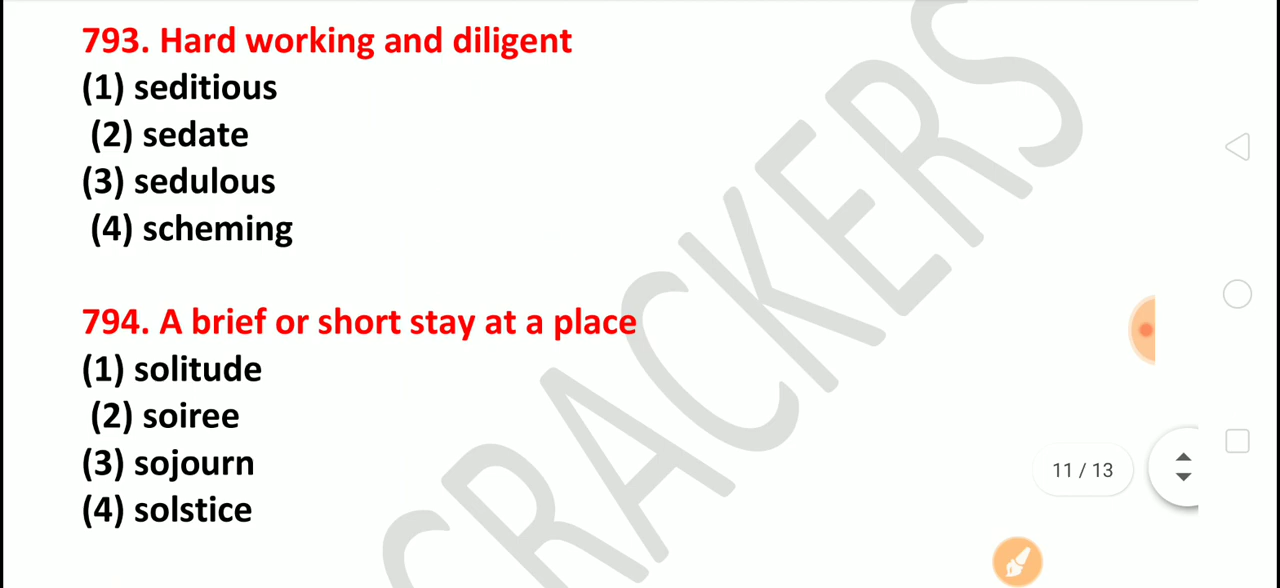 793. Hard working and diligent
(1) seditious
(2) sedate
(3) sedulous
(4) scheming
794. A brief or short stay at a place
(1) solitude
(2) soiree
(3) sojourn
(4) solstice
CRACKERS
11 / 13